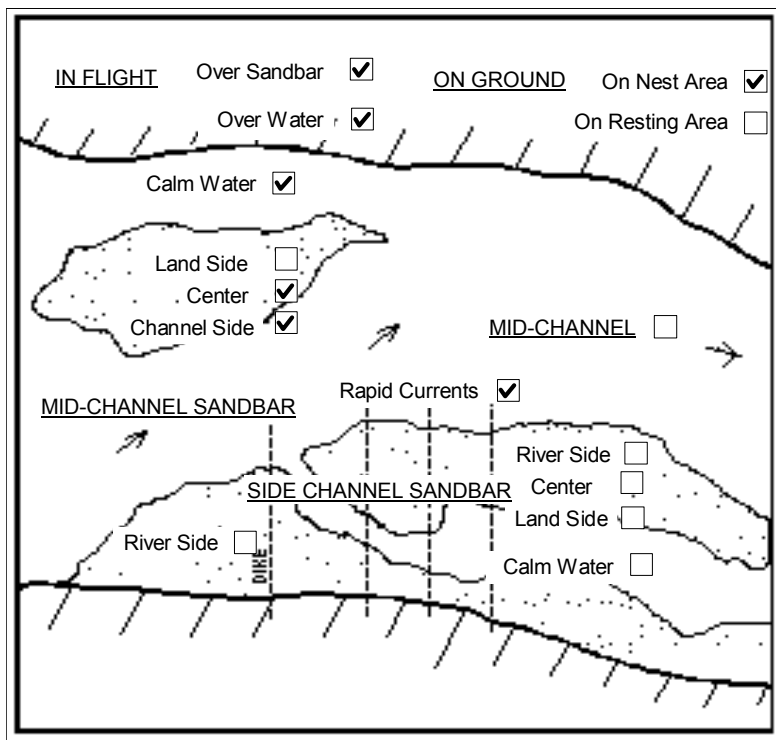 IN FLIGHT Over Sandbar ON GROUND On Nest Area
Over Water On Resting Area
Calm Water
Land Side
Center
Channel Side
MID-CHANNEL
Rapid Currents
MID-CHANNEL SANDBAR
River Side
SIDE CHANNEL SANDBAR Center
Land Side
River Side
DIKE
Calm Water